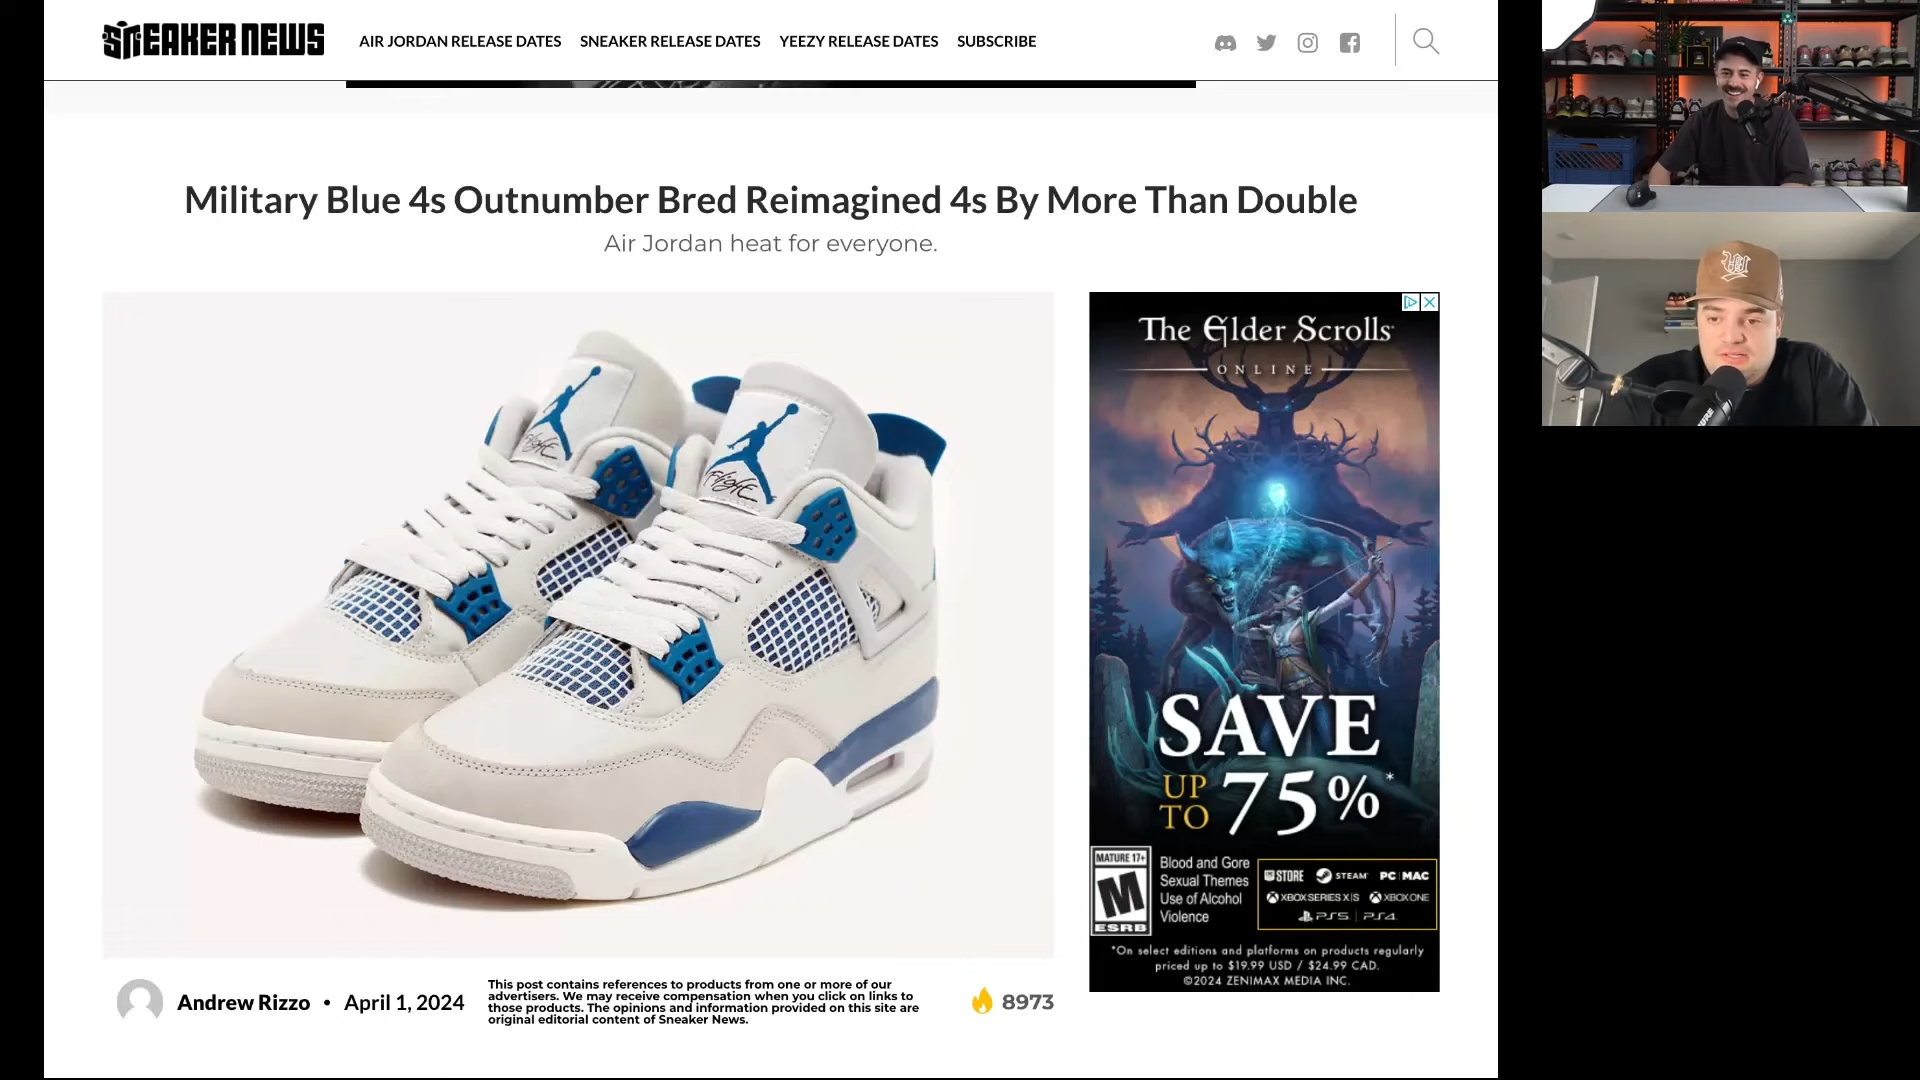 SNEAKER NEWS
AIR JORDAN RELEASE DATES
SNEAKER RELEASE DATES
YEEZY RELEASE DATES
SUBSCRIBE
Military Blue 4s Outnumber Bred Reimagined 4s By More Than Double
Air Jordan heat for everyone.
Flight
Flight
The Elder Scrolls
ONLINE
SAVE
UP TO 75%*
MATURE 17+
M
ESRB
Blood and Gore
Sexual Themes
Use of Alcohol
Violence
STORE STEAM PC | MAC
XBOX SERIES X|S XBOX ONE
PS5 | PS4
*On select editions and platforms on products regularly
priced up to $19.99 USD / $24.99 CAD.
©2024 ZENIMAX MEDIA INC.
Andrew Rizzo • April 1, 2024
This post contains references to products from one or more of our
advertisers. We may receive compensation when you click on links to
those products. The opinions and information provided on this site are
original editorial content of Sneaker News.
8973